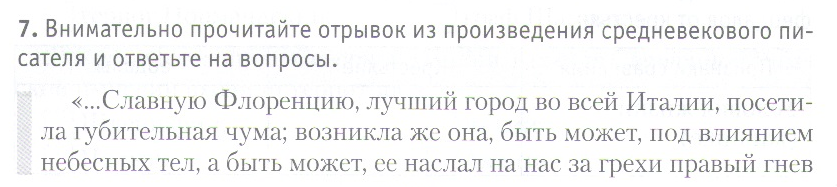 7. Внимательно прочитайте отрывок из произведения средневекового пи-
сателя и ответьте на вопросы.
«...Славную Флоренцию, лучший город во всей Италии, посети-
ла губительная чума; возникла же она, быть может, под влиянием
небесных тел, а быть может, ее наслал на нас за грехи правый гнев